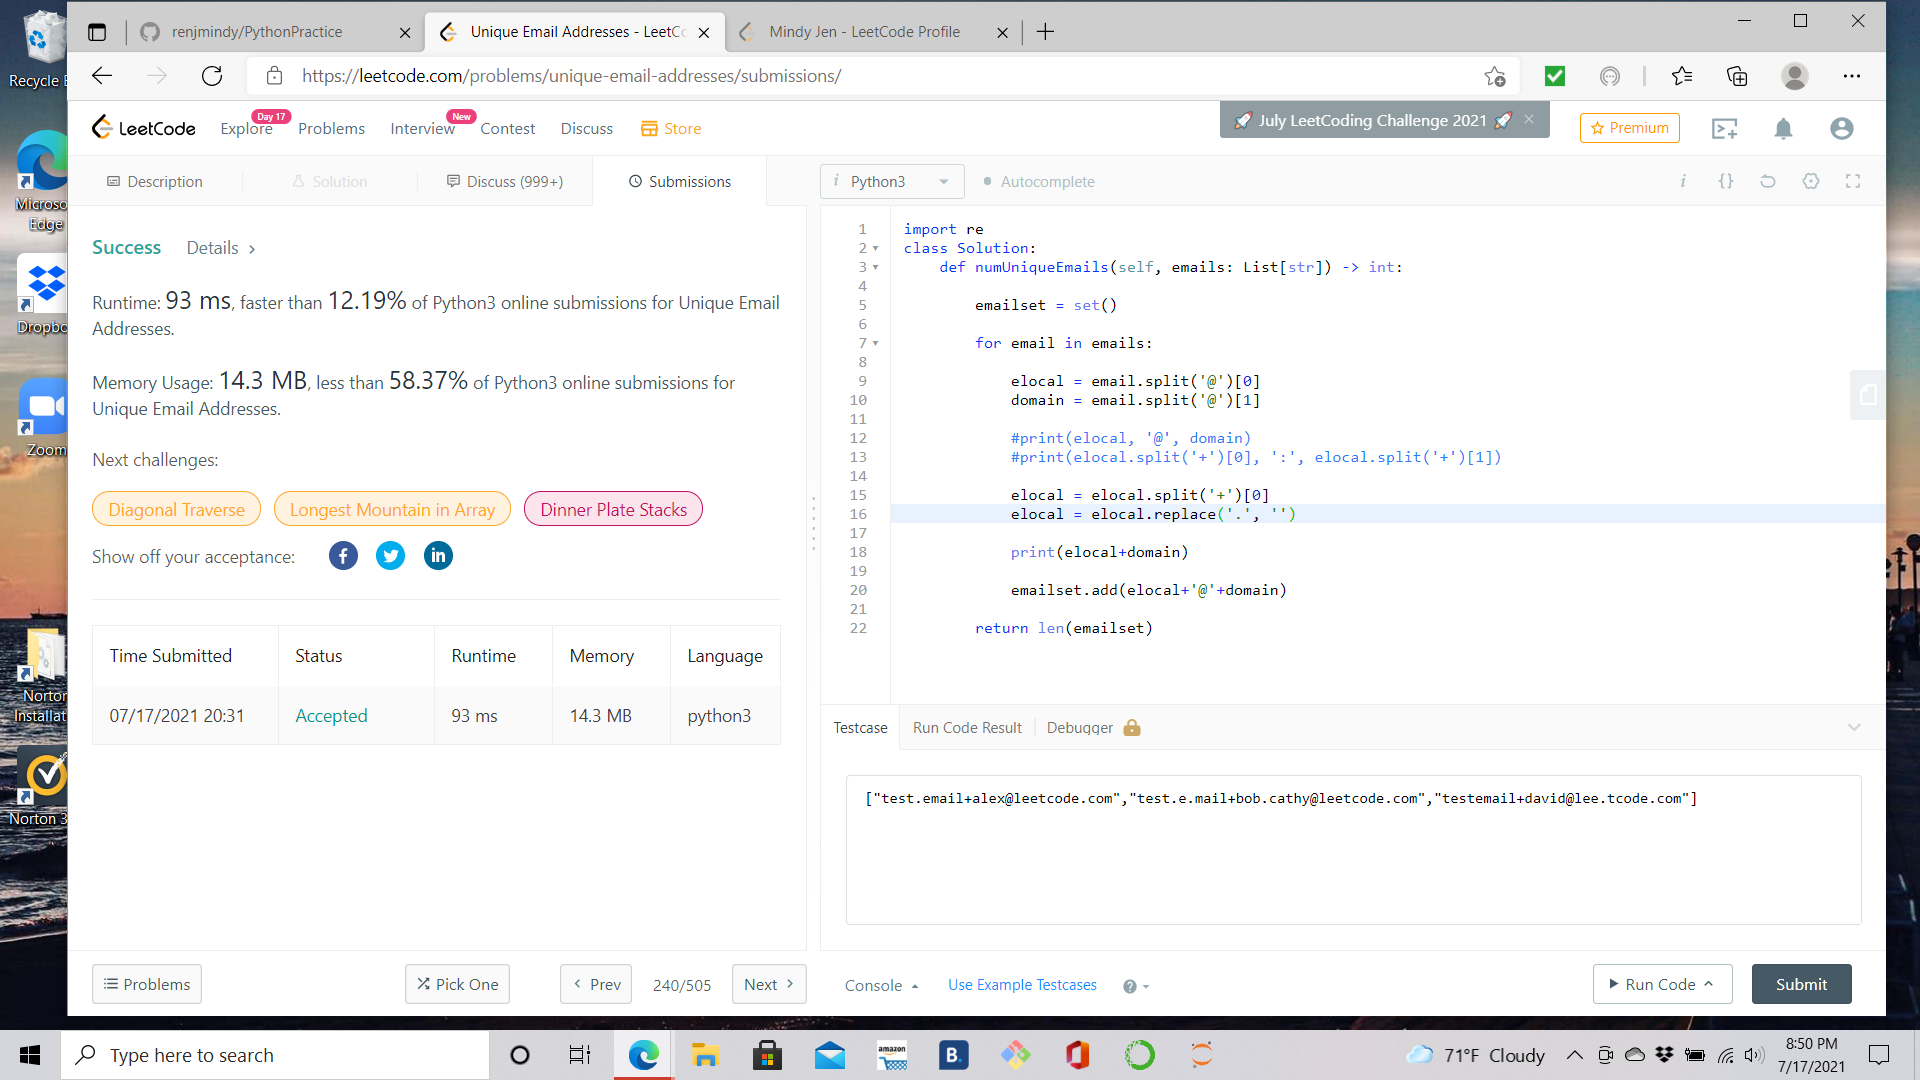 renjmindy/PythonPractice
Unique Email Addresses - LeetCo
Mindy Jen - LeetCode Profile
https://leetcode.com/problems/unique-email-addresses/submissions/
LeetCode
Explore
Day 17
Problems
Interview
New
Contest
Discuss
Store
🚀 July LeetCoding Challenge 2021 🚀
Premium
Description
Solution
Discuss (999+)
Submissions
i Python3
Autocomplete
Success
Details
Runtime: 93 ms, faster than 12.19% of Python3 online submissions for Unique Email
Addresses.
Memory Usage: 14.3 MB, less than 58.37% of Python3 online submissions for
Unique Email Addresses.
Next challenges:
Diagonal Traverse
Longest Mountain in Array
Dinner Plate Stacks
Show off your acceptance:
Time Submitted Status Runtime Memory Language
07/17/2021 20:31 Accepted 93 ms 14.3 MB python3
1 import re
2 class Solution:
3 def numUniqueEmails(self, emails: List[str]) -> int:
4
5 emailset = set()
6
7 for email in emails:
8
9 elocal = email.split('@')[0]
10 domain = email.split('@')[1]
11
12 #print(elocal, '@', domain)
13 #print(elocal.split('+')[0], ':', elocal.split('+')[1])
14
15 elocal = elocal.split('+')[0]
16 elocal = elocal.replace('.', '')
17
18 print(elocal+domain)
19
20 emailset.add(elocal+'@'+domain)
21
22 return len(emailset)
Testcase
Run Code Result
Debugger
["test.email+alex@leetcode.com","test.e.mail+bob.cathy@leetcode.com","testemail+david@lee.tcode.com"]
Problems
Pick One
Prev
240/505
Next
Console
Use Example Testcases
Run Code
Submit
Recycle
Microso
Edge
Dropbo
Zoom
Norton
Installat
Norton 3
Type here to search
amazon
B.
71°F Cloudy
8:50 PM
7/17/2021